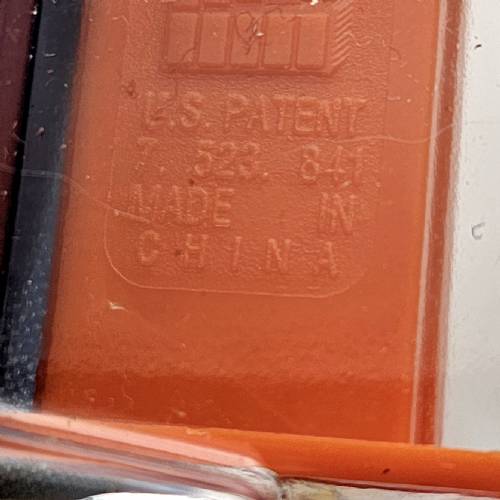 U.S. PATENT
7. 523. 841
MADE IN
CHINA